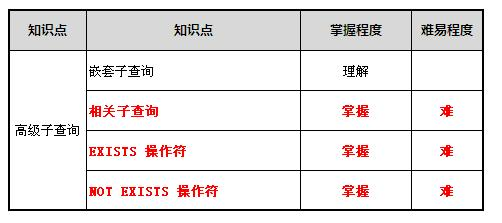 知识点 知识点 掌握程度 难易程度
嵌套子查询 理解
相关子查询 掌握 难
高级子查询
EXISTS 操作符 掌握 难
NOT EXISTS 操作符 掌握 难